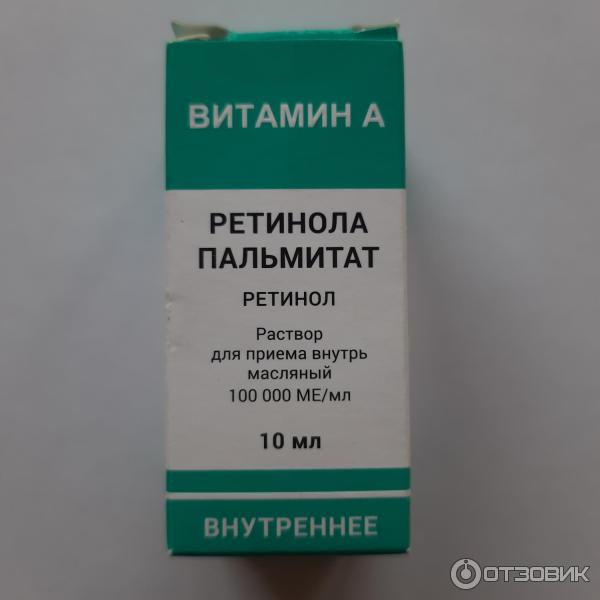 ВИТАМИН А
РЕТИНОЛА
ПАЛЬМИТАТ
РЕТИНОЛ
Раствор
для приема внутрь
масляный
100 000 МЕ/мл
10 мл
ВНУТРЕННЕЕ
ОТЗОВИК